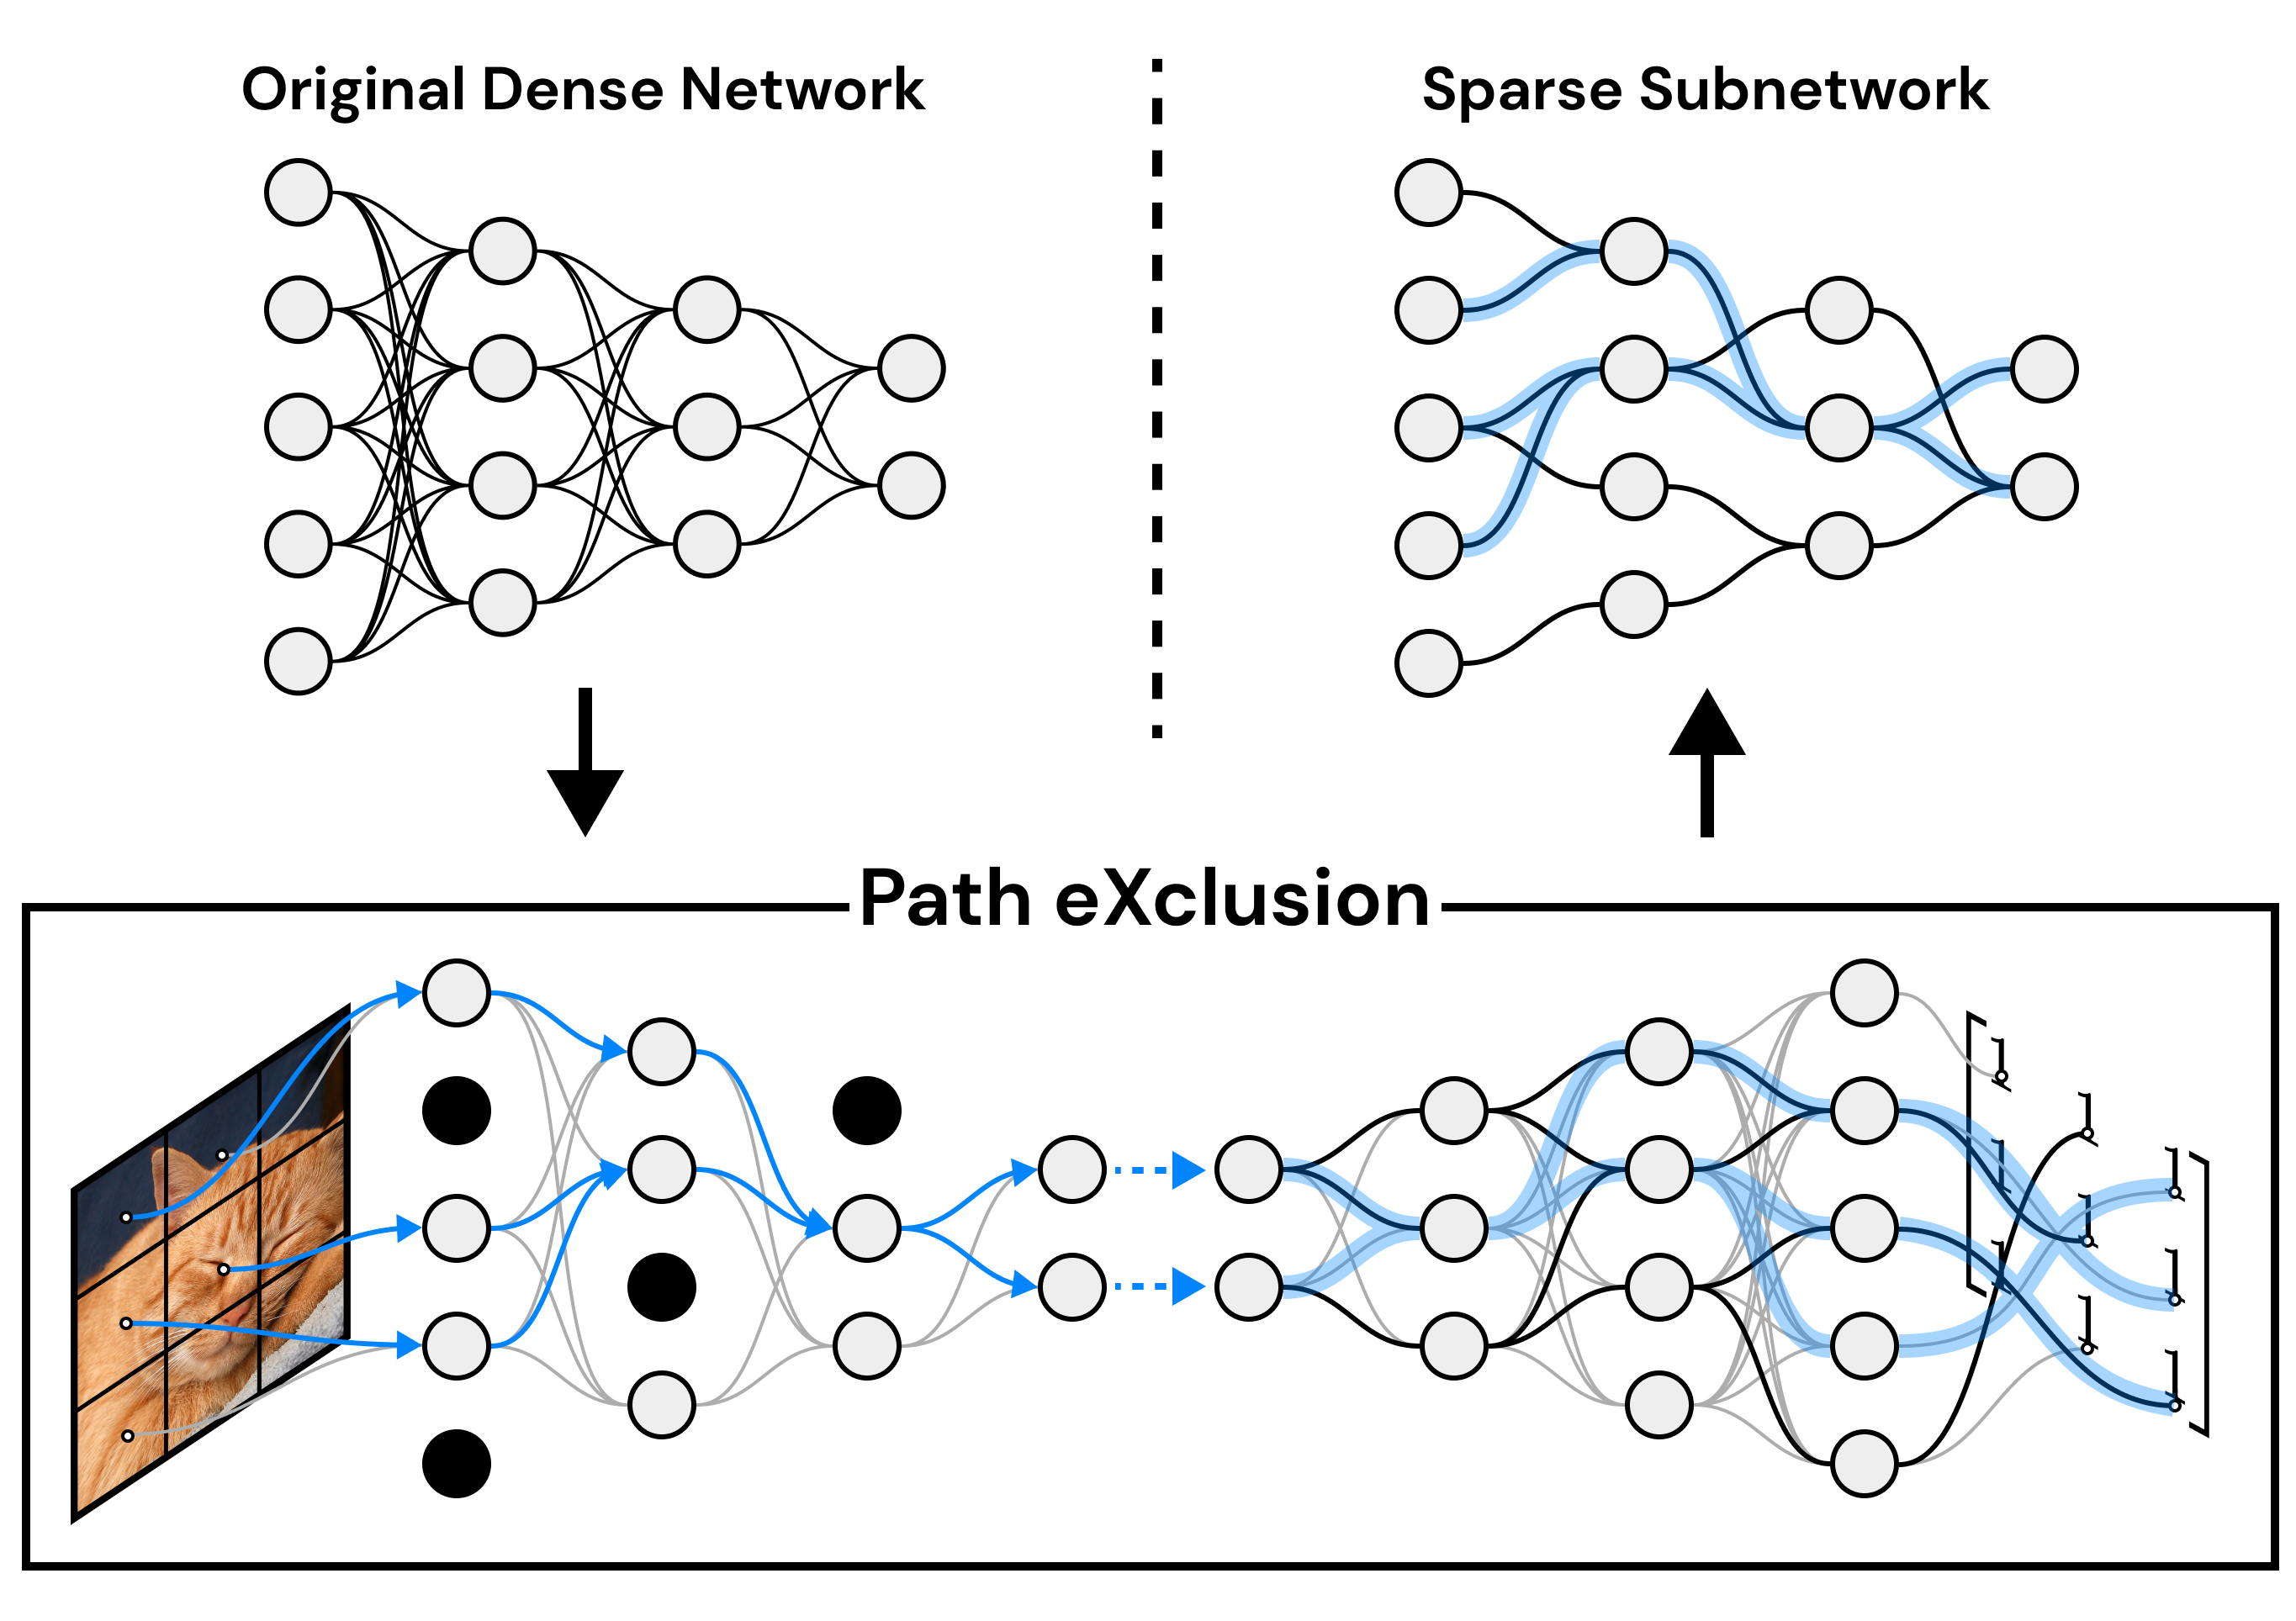 Original Dense Network
Sparse Subnetwork
Path eXclusion